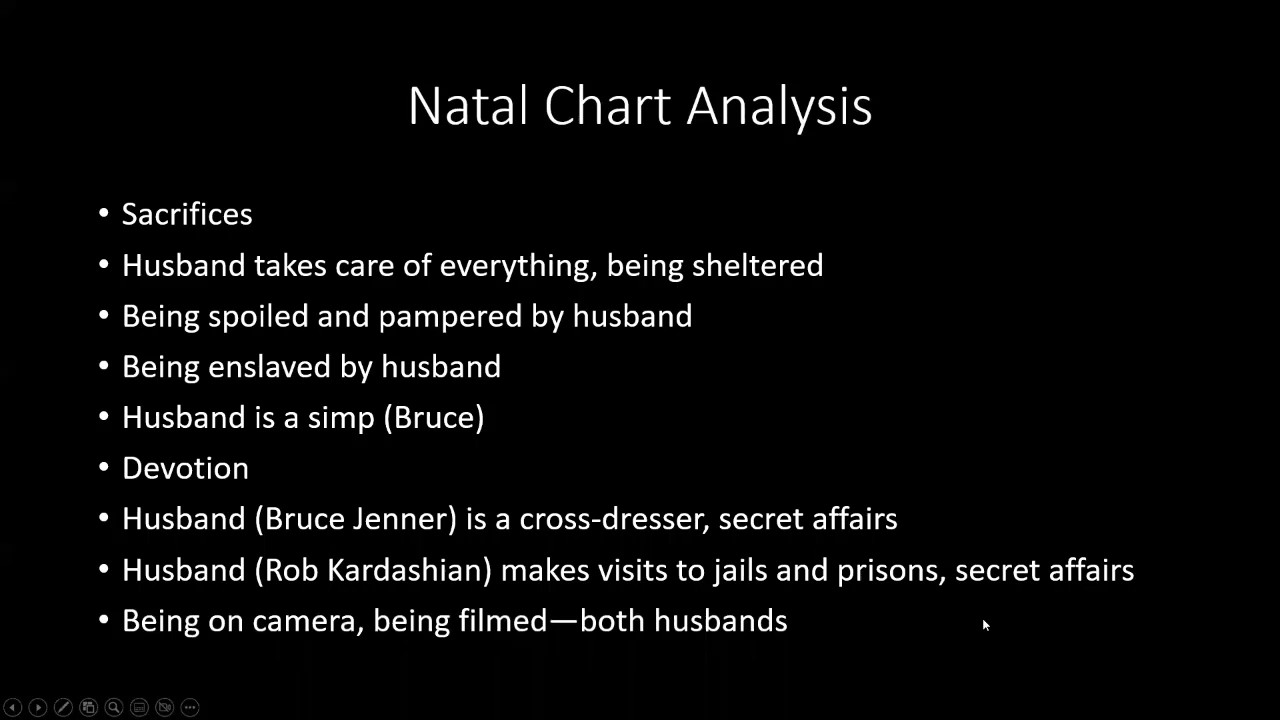 Natal Chart Analysis
• Sacrifices
• Husband takes care of everything, being sheltered
• Being spoiled and pampered by husband
• Being enslaved by husband
• Husband is a simp (Bruce)
• Devotion
• Husband (Bruce Jenner) is a cross-dresser, secret affairs
• Husband (Rob Kardashian) makes visits to jails and prisons, secret affairs
• Being on camera, being filmed—both husbands